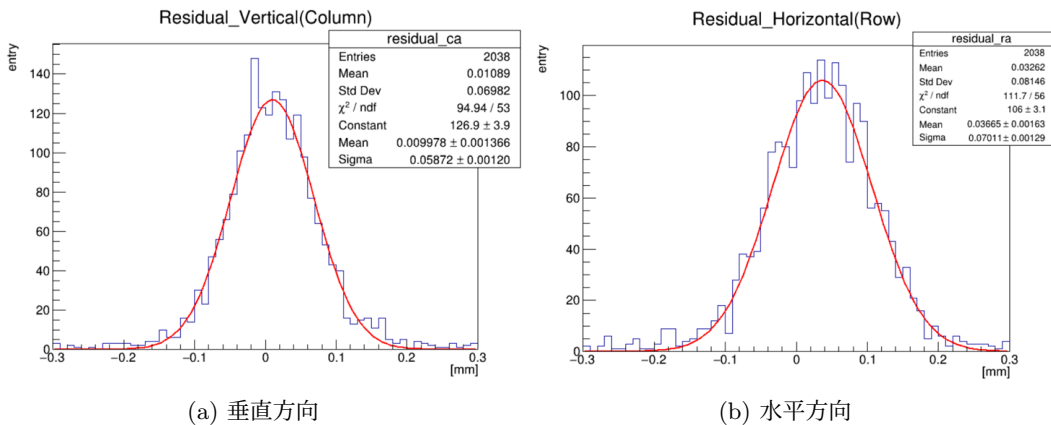 Residual_Vertical(Column)
entry
residual_ca
Entries 2038
Mean 0.01089
Std Dev 0.06982
χ² / ndf 94.94 / 53
Constant 126.9 ± 3.9
Mean 0.009978 ± 0.001366
Sigma 0.05872 ± 0.00120
140
120
100
80
60
40
20
0
−0.3 −0.2 −0.1 0 0.1 0.2 0.3
[mm]
(a) 垂直方向
Residual_Horizontal(Row)
entry
residual_ra
Entries 2038
Mean 0.03262
Std Dev 0.08146
χ² / ndf 111.7 / 56
Constant 106 ± 3.1
Mean 0.03665 ± 0.00163
Sigma 0.07011 ± 0.00129
100
80
60
40
20
0
−0.3 −0.2 −0.1 0 0.1 0.2 0.3
[mm]
(b) 水平方向